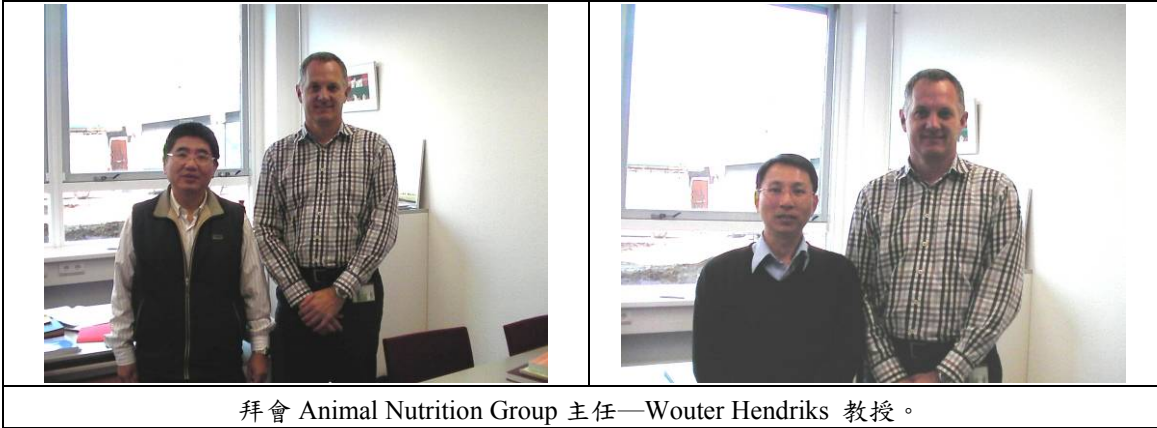 拜會 Animal Nutrition Group 主任—Wouter Hendriks 教授。